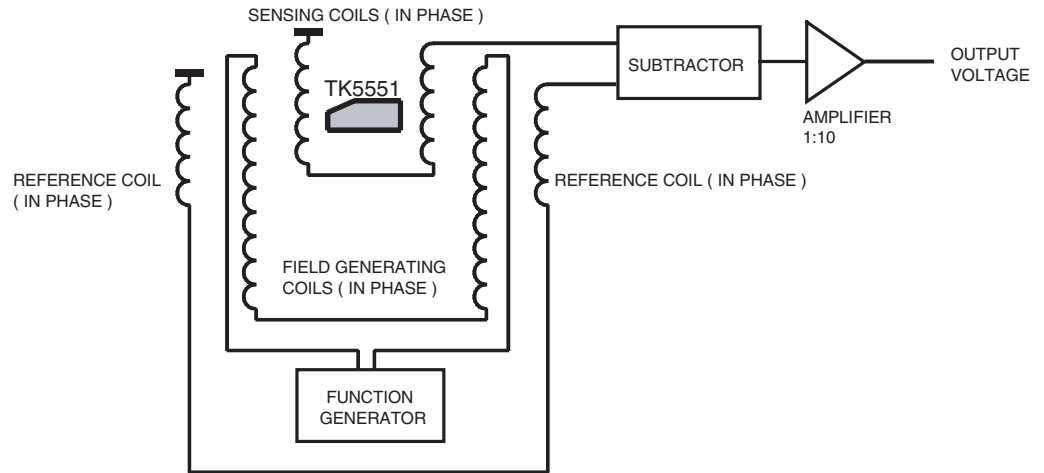 SENSING COILS ( IN PHASE )
SUBTRACTOR
OUTPUT
VOLTAGE
TK5551
AMPLIFIER
1:10
REFERENCE COIL
( IN PHASE )
REFERENCE COIL ( IN PHASE )
FIELD GENERATING
COILS ( IN PHASE )
FUNCTION
GENERATOR